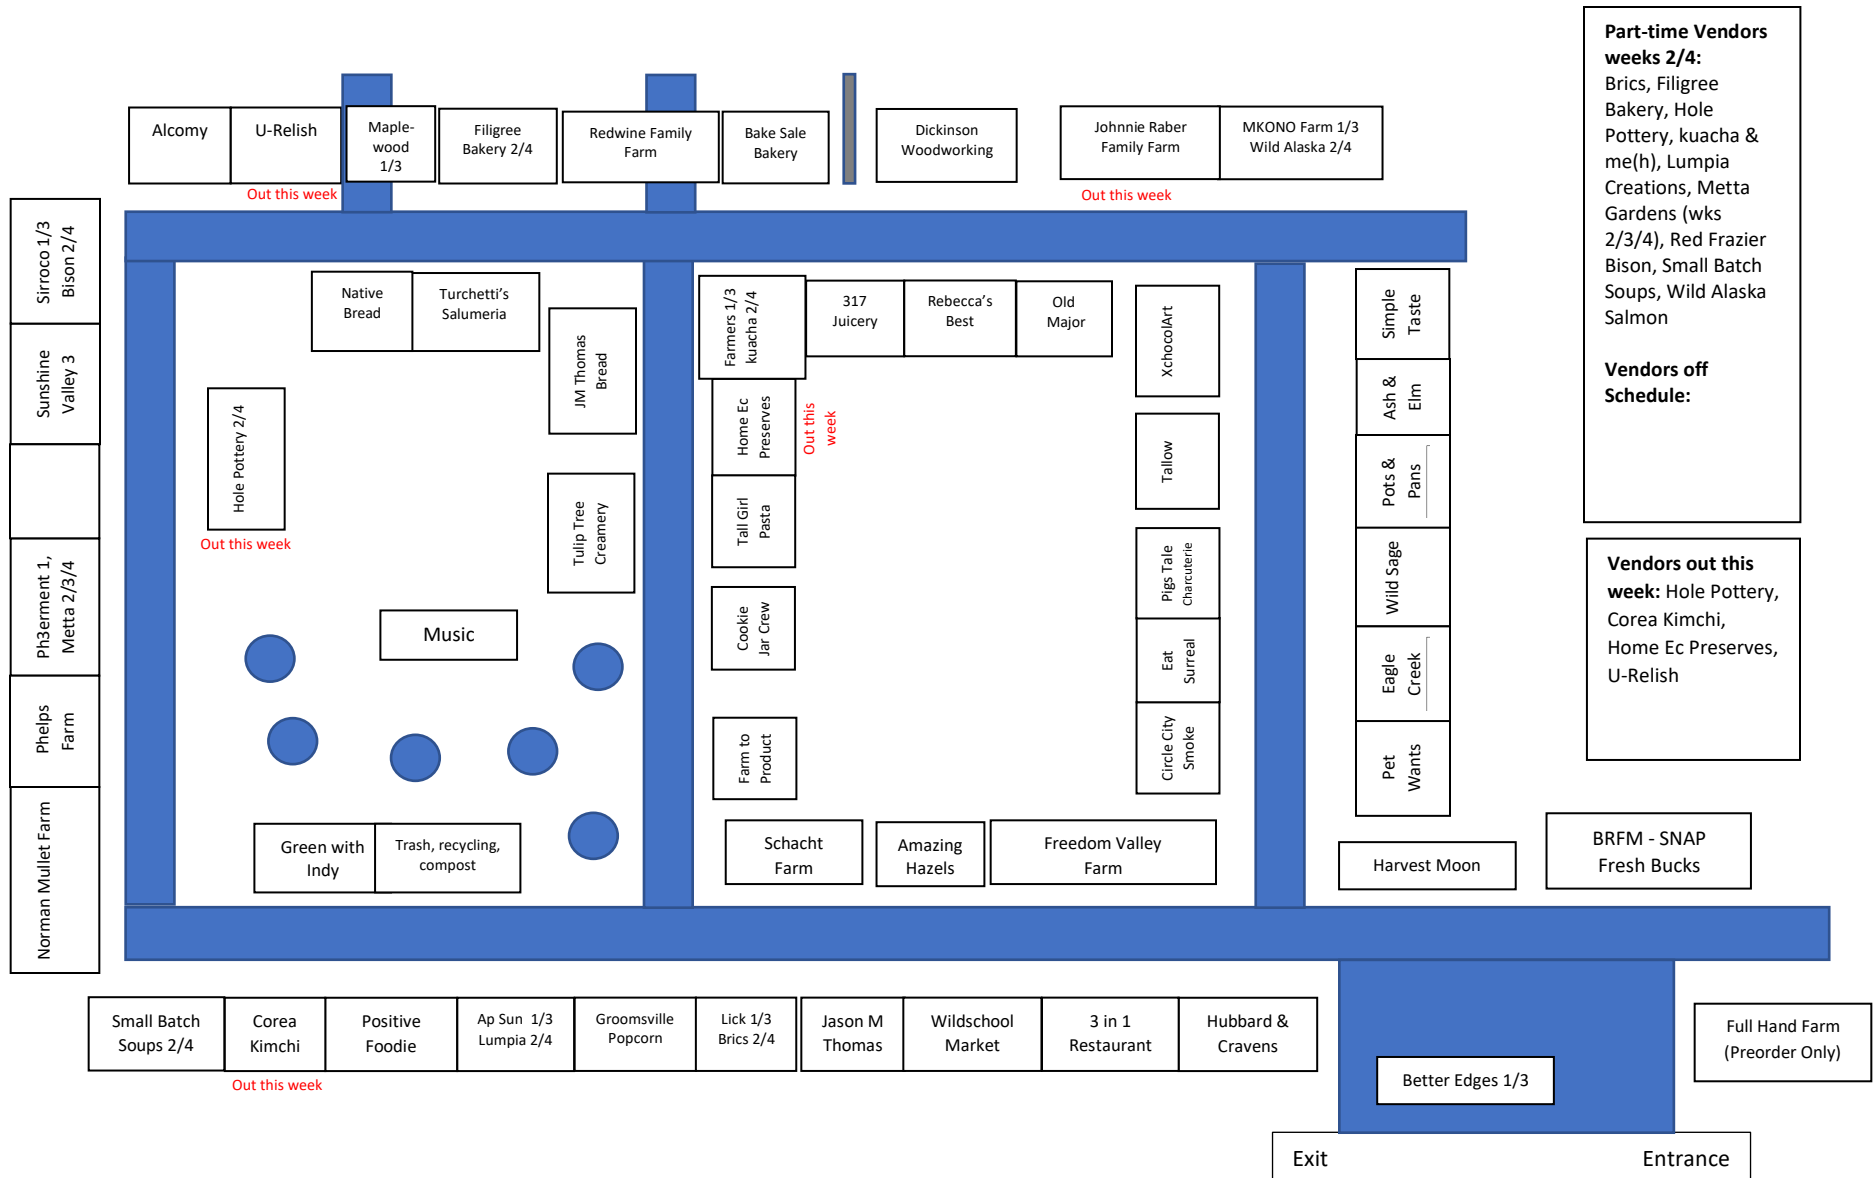 Part-time Vendors
weeks 2/4:
Brics, Filigree
Bakery, Hole
Pottery, kuacha &
me(h), Lumpia
Creations, Metta
Gardens (wks
2/3/4), Red Frazier
Bison, Small Batch
Soups, Wild Alaska
Salmon
Vendors off
Schedule:
Alcomy
U-Relish
Out this week
Maple-
wood
1/3
Filigree
Bakery 2/4
Redwine Family
Farm
Bake Sale
Bakery
Dickinson
Woodworking
Johnnie Raber
Family Farm
Out this week
MKONO Farm 1/3
Wild Alaska 2/4
Sirroco 1/3
Bison 2/4
Sunshine
Valley 3
Ph3erment 1,
Metta 2/3/4
Phelps
Farm
Norman Mullet Farm
Native
Bread
Turchetti's
Salumeria
JM Thomas
Bread
Hole Pottery 2/4
Out this week
Tulip Tree
Creamery
Music
Green with
Indy
Trash, recycling,
compost
Farmers 1/3
kuacha 2/4
317
Juicery
Rebecca's
Best
Old
Major
Home Ec
Preserves
Out this
week
Tall Girl
Pasta
Cookie
Jar Crew
Farm to
Product
XchocolArt
Tallow
Pigs Tale
Charcuterie
Eat
Surreal
Circle City
Smoke
Schacht
Farm
Amazing
Hazels
Freedom Valley
Farm
Simple
Taste
Ash &
Elm
Pots &
Pans
Wild Sage
Eagle
Creek
Pet
Wants
Harvest Moon
Vendors out this
week: Hole Pottery,
Corea Kimchi,
Home Ec Preserves,
U-Relish
BRFM - SNAP
Fresh Bucks
Small Batch
Soups 2/4
Corea
Kimchi
Out this week
Positive
Foodie
Ap Sun 1/3
Lumpia 2/4
Groomsville
Popcorn
Lick 1/3
Brics 2/4
Jason M
Thomas
Wildschool
Market
3 in 1
Restaurant
Hubbard &
Cravens
Better Edges 1/3
Full Hand Farm
(Preorder Only)
Exit
Entrance